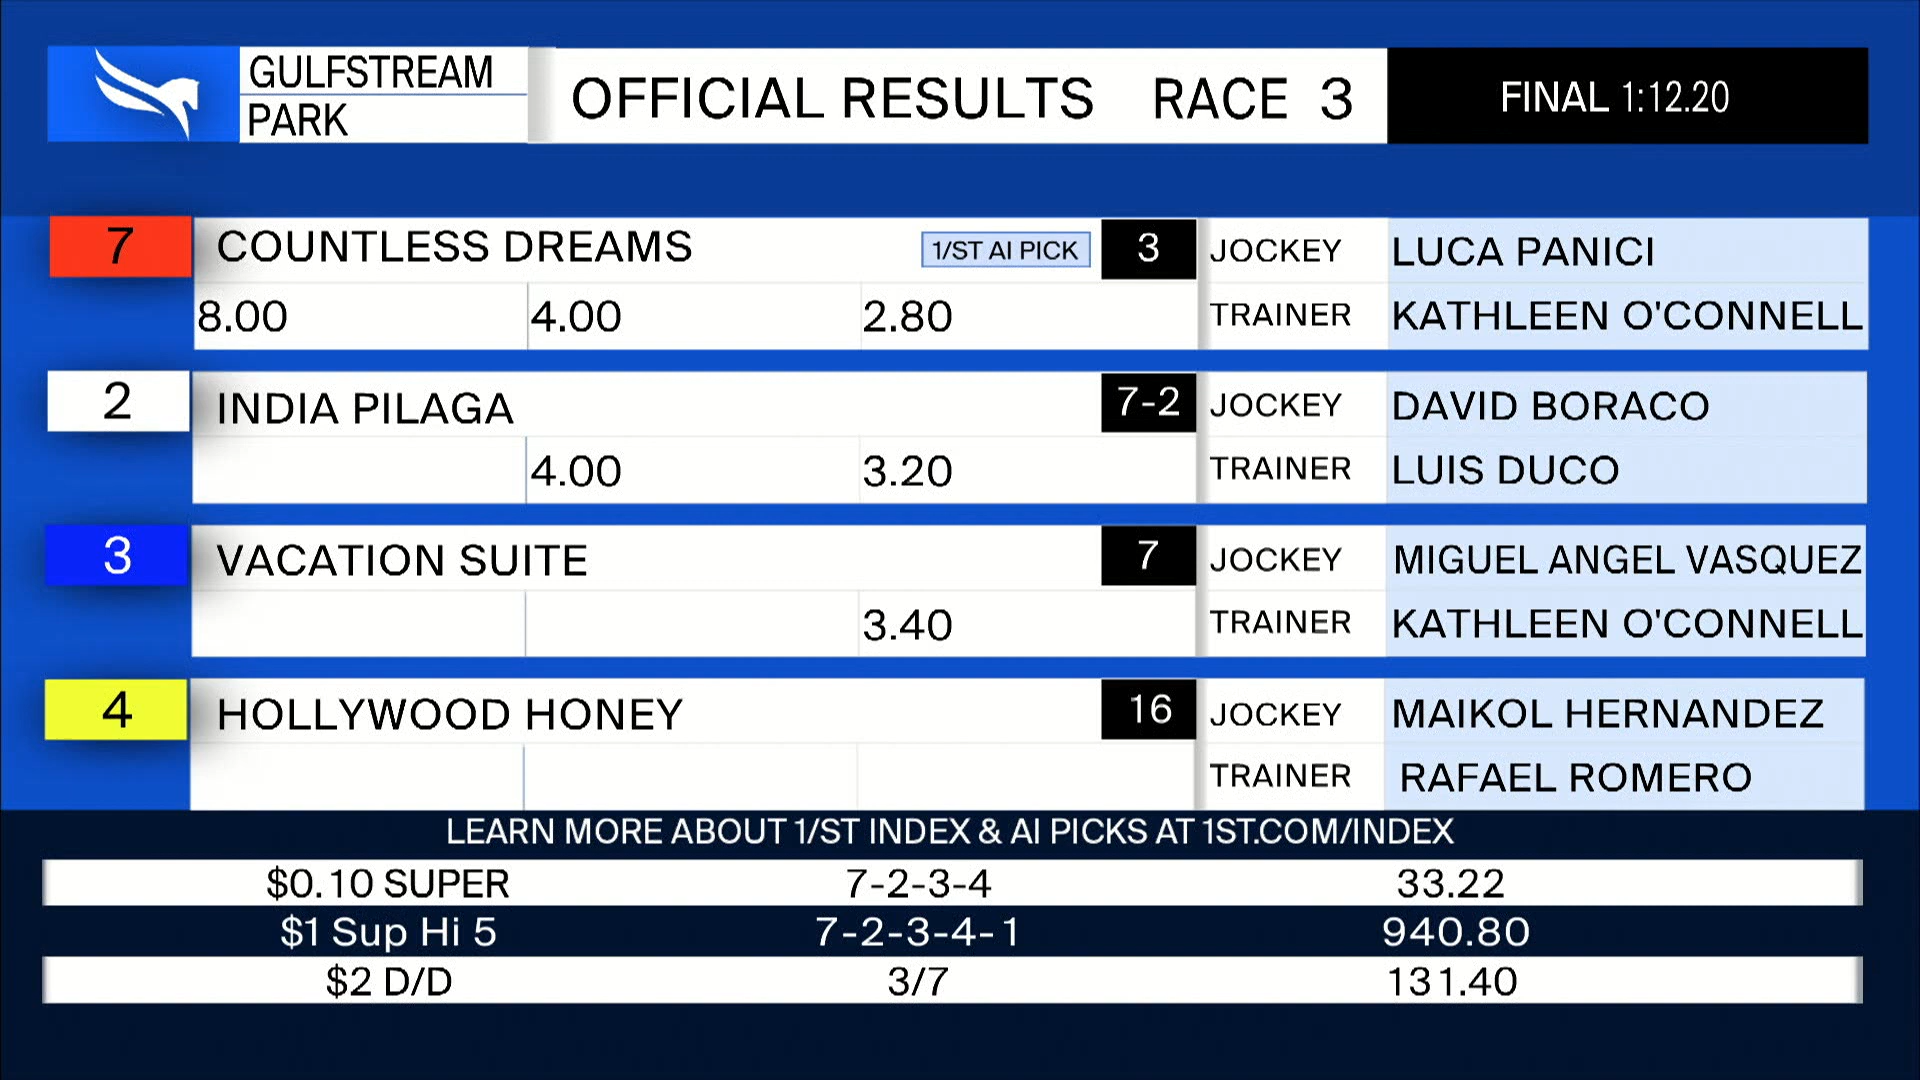 GULFSTREAM
PARK
OFFICIAL RESULTS RACE 3
FINAL 1:12.20
7 COUNTLESS DREAMS 1/ST AI PICK 3 JOCKEY LUCA PANICI
8.00 4.00 2.80 TRAINER KATHLEEN O'CONNELL
2 INDIA PILAGA 7-2 JOCKEY DAVID BORACO
4.00 3.20 TRAINER LUIS DUCO
3 VACATION SUITE 7 JOCKEY MIGUEL ANGEL VASQUEZ
3.40 TRAINER KATHLEEN O'CONNELL
4 HOLLYWOOD HONEY 16 JOCKEY MAIKOL HERNANDEZ
TRAINER RAFAEL ROMERO
LEARN MORE ABOUT 1/ST INDEX & AI PICKS AT 1ST.COM/INDEX
$0.10 SUPER 7-2-3-4 33.22
$1 Sup Hi 5 7-2-3-4-1 940.80
$2 D/D 3/7 131.40